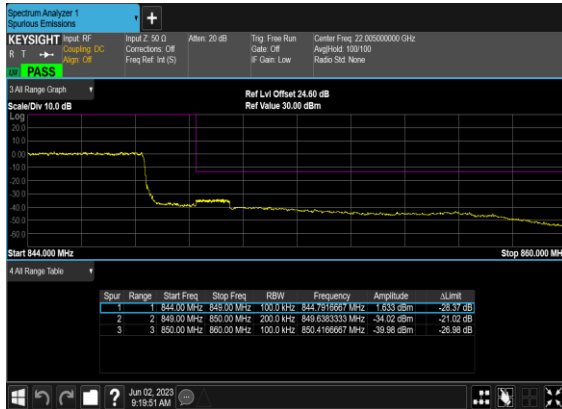 Spectrum Analyzer 1
Spurious Emissions
+
KEYSIGHT Input: RF Input Z: 50 Ω Atten: 20 dB Trig: Free Run Center Freq: 22.005000000 GHz
R T Coupling: DC Corrections: Off Gate: Off Avg|Hold: 100/100
Align: Off Freq Ref: Int (S) IF Gain: Low Radio Std: None
PASS
3 All Range Graph
Ref Lvl Offset 24.60 dB
Scale/Div 10.0 dB Ref Value 30.00 dBm
Log
20.0
10.0
0.00
-10.0
-20.0
-30.0
-40.0
-50.0
-60.0
Start 844.000 MHz Stop 860.000 MH
4 All Range Table
Spur Range Start Freq Stop Freq RBW Frequency Amplitude ΔLimit
1 1 844.00 MHz 849.00 MHz 100.0 kHz 844.7916667 MHz 1.633 dBm -28.37 dB
2 2 849.00 MHz 850.00 MHz 200.0 kHz 849.6383333 MHz -34.02 dBm -21.02 dB
3 3 850.00 MHz 860.00 MHz 100.0 kHz 850.4166667 MHz -39.98 dBm -26.98 dB
? Jun 02, 2023
9:19:51 AM